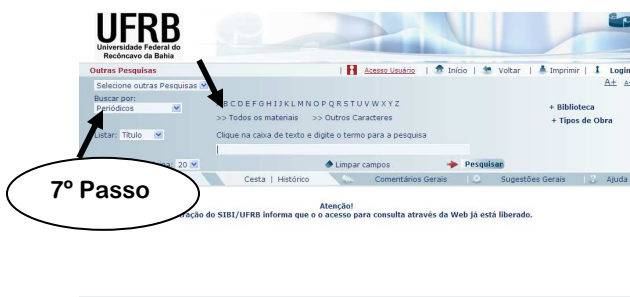 UFRB
Universidade Federal do
Recôncavo da Bahia
Outras Pesquisas
Acesso Usuário | Início | Voltar | Imprimir | Login
A+
Selecione outras Pesquisas
Buscar por:
Periódicos
B C D E F G H I J K L M N O P Q R S T U V W X Y Z
>> Todos os materiais >> Outros Caracteres
+ Biblioteca
+ Tipos de Obra
Listar: Título
Clique na caixa de texto e digite o termo para a pesquisa
20
Limpar campos
Pesquisar
Cesta | Histórico
Comentários Gerais | Sugestões Gerais | Ajuda
7º Passo
Atenção!
do SIBI/UFRB informa que o o acesso para consulta através da Web já está liberado.